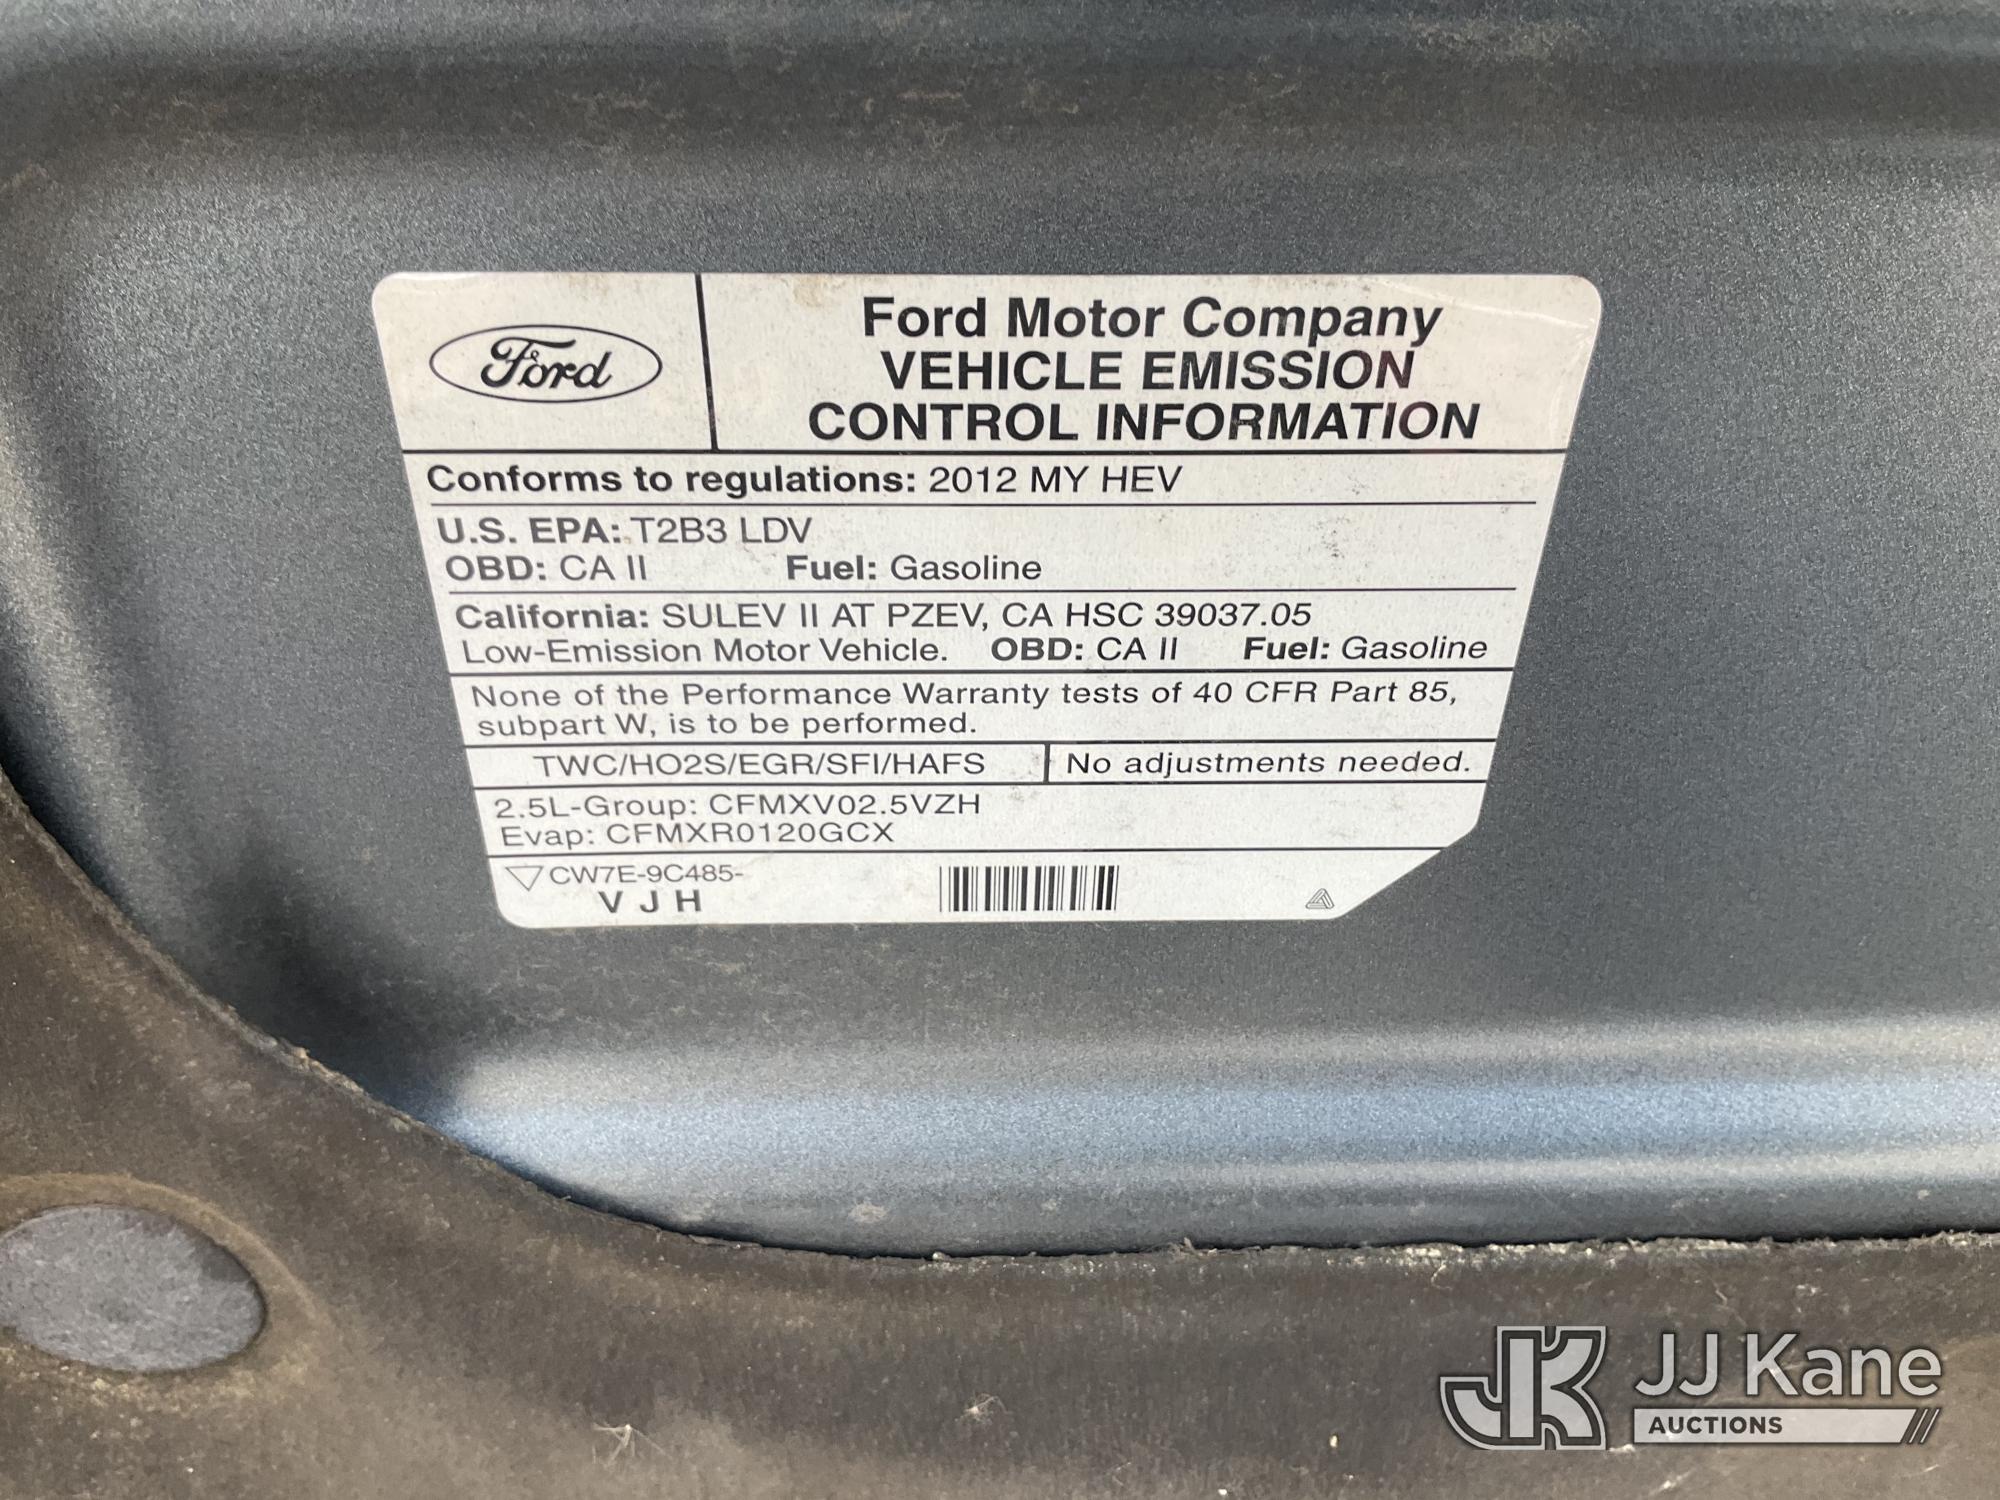 Ford
Ford Motor Company
VEHICLE EMISSION
CONTROL INFORMATION
Conforms to regulations: 2012 MY HEV
U.S. EPA: T2B3 LDV
OBD: CA II Fuel: Gasoline
California: SULEV II AT PZEV, CA HSC 39037.05
Low-Emission Motor Vehicle. OBD: CA II Fuel: Gasoline
None of the Performance Warranty tests of 40 CFR Part 85,
subpart W, is to be performed.
TWC/HO2S/EGR/SFI/HAFS No adjustments needed.
2.5L-Group: CFMXV02.5VZH
Evap: CFMXR0120GCX
CW7E-9C485-
V J H
JK JJ Kane
AUCTIONS